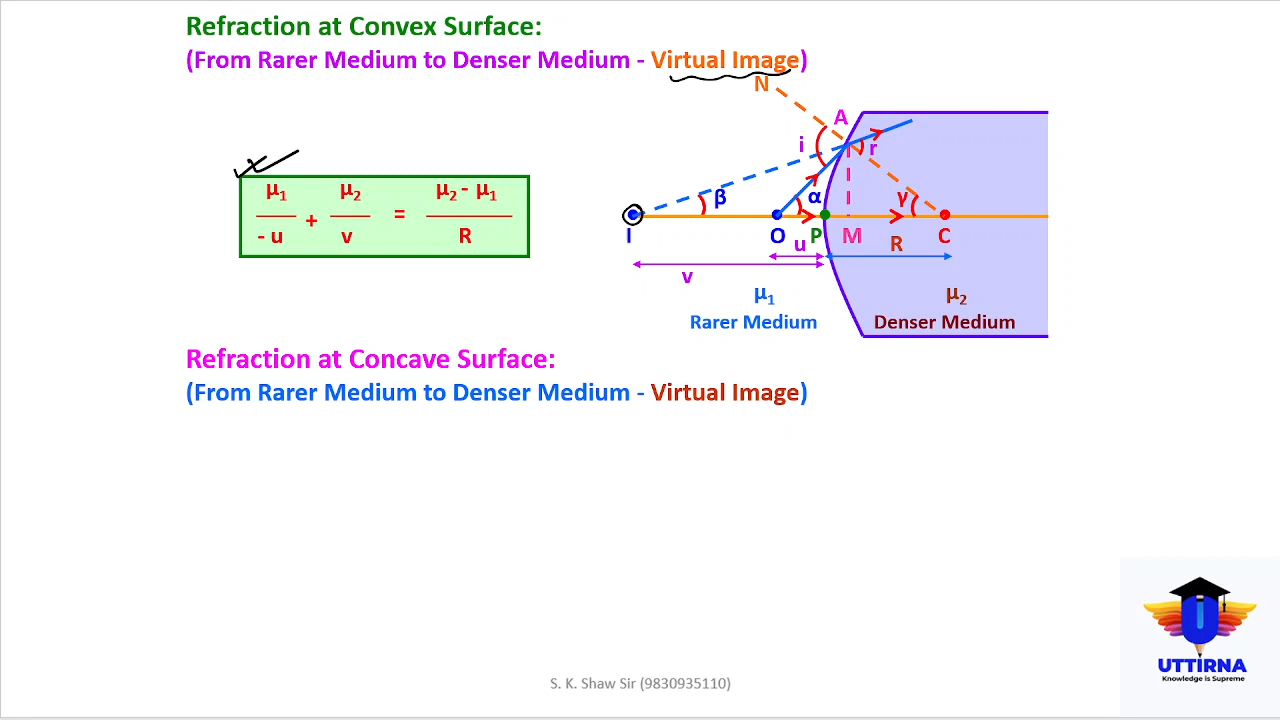 Refraction at Convex Surface:
(From Rarer Medium to Denser Medium - Virtual Image)
N
A
i
r
β
α
γ
μ₁
μ₂
μ₂ - μ₁
+
=
- u
v
R
I
O
P
M
C
u
R
v
μ₁
μ₂
Rarer Medium
Denser Medium
Refraction at Concave Surface:
(From Rarer Medium to Denser Medium - Virtual Image)
U
UTTIRNA
Knowledge is Supreme
S. K. Shaw Sir (9830935110)